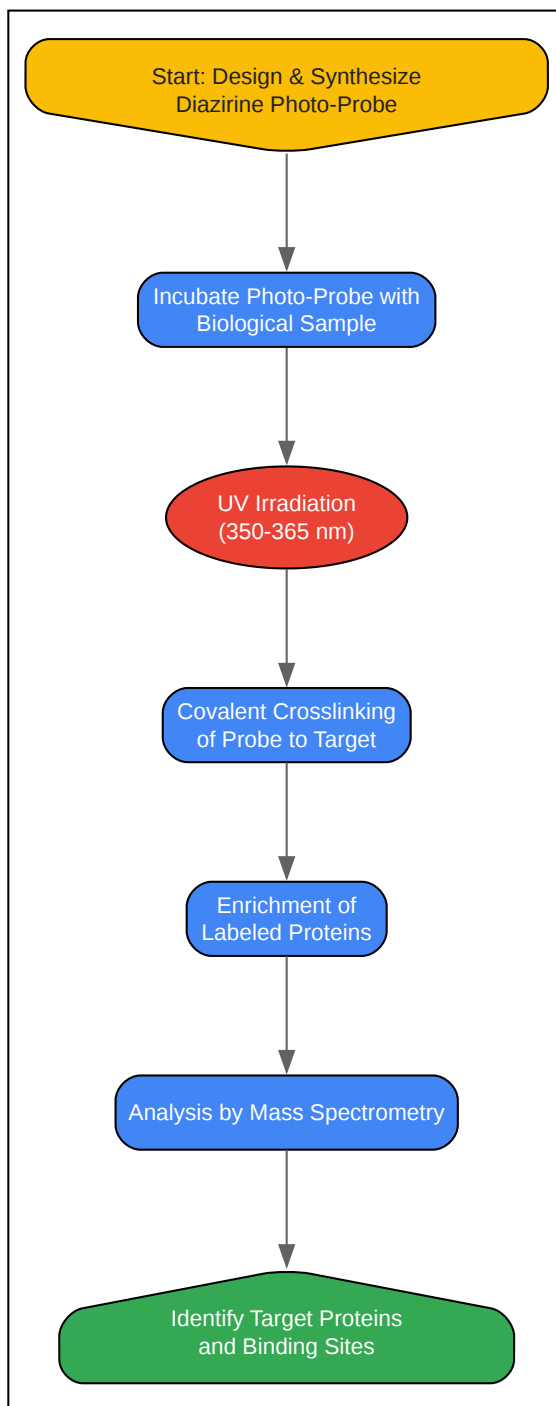 Start: Design & Synthesize
Diazirine Photo-Probe
Incubate Photo-Probe with
Biological Sample
UV Irradiation
(350-365 nm)
Covalent Crosslinking
of Probe to Target
Enrichment of
Labeled Proteins
Analysis by Mass Spectrometry
Identify Target Proteins
and Binding Sites